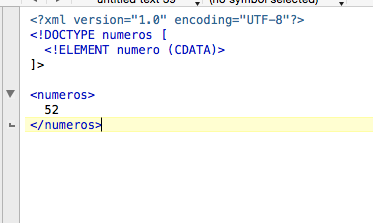 <?xml version="1.0" encoding="UTF-8"?>
<!DOCTYPE numeros [
<!ELEMENT numero (CDATA)>
]>
<numeros>
52
</numeros>